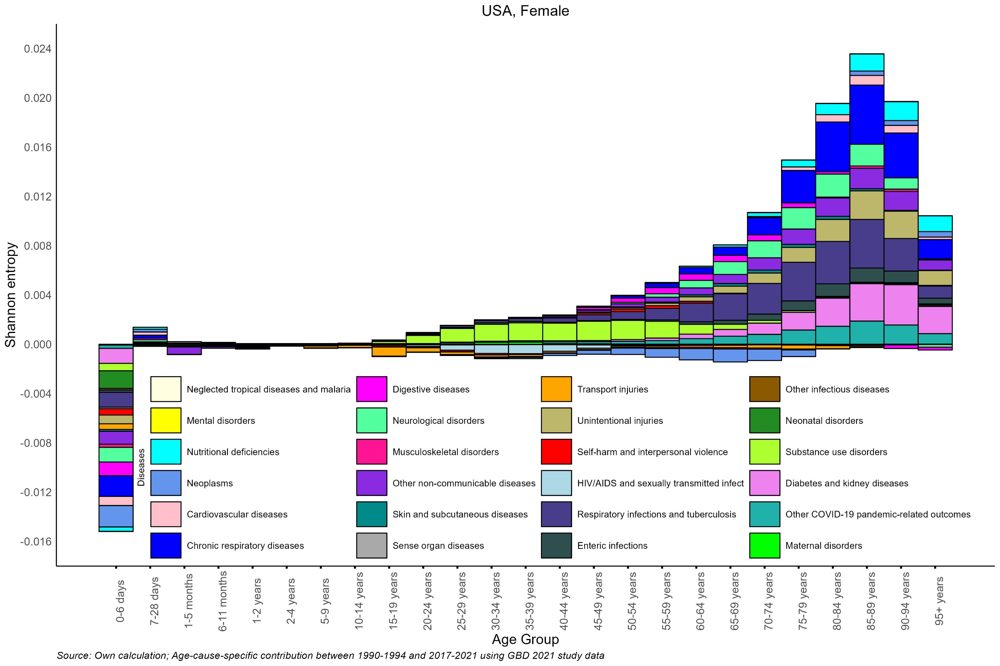 USA, Female
Shannon entropy
0.024
0.020
0.016
0.012
0.008
0.004
0.000
-0.004
-0.008
-0.012
-0.016
Diseases
Neglected tropical diseases and malaria
Mental disorders
Nutritional deficiencies
Neoplasms
Cardiovascular diseases
Chronic respiratory diseases
Digestive diseases
Neurological disorders
Musculoskeletal disorders
Other non-communicable diseases
Skin and subcutaneous diseases
Sense organ diseases
Transport injuries
Unintentional injuries
Self-harm and interpersonal violence
HIV/AIDS and sexually transmitted infect
Respiratory infections and tuberculosis
Enteric infections
Other infectious diseases
Neonatal disorders
Substance use disorders
Diabetes and kidney diseases
Other COVID-19 pandemic-related outcomes
Maternal disorders
0-6 days
7-28 days
1-5 months
6-11 months
1-2 years
2-4 years
5-9 years
10-14 years
15-19 years
20-24 years
25-29 years
30-34 years
35-39 years
40-44 years
45-49 years
50-54 years
55-59 years
60-64 years
65-69 years
70-74 years
75-79 years
80-84 years
85-89 years
90-94 years
95+ years
Age Group
Source: Own calculation; Age-cause-specific contribution between 1990-1994 and 2017-2021 using GBD 2021 study data